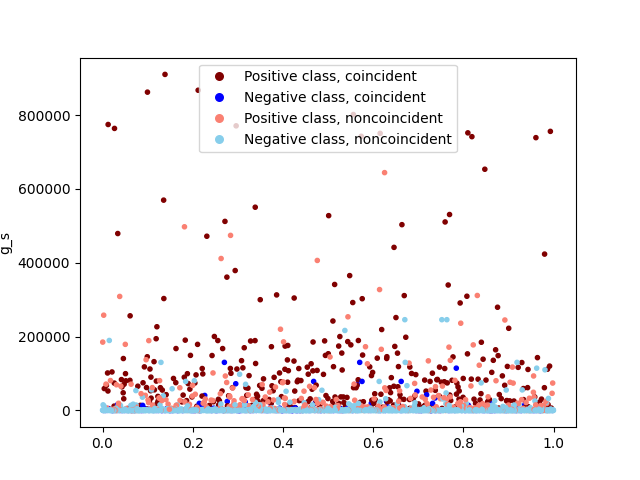 Positive class, coincident
Negative class, coincident
Positive class, noncoincident
Negative class, noncoincident
800000
600000
400000
200000
0
g_s
0.0 0.2 0.4 0.6 0.8 1.0